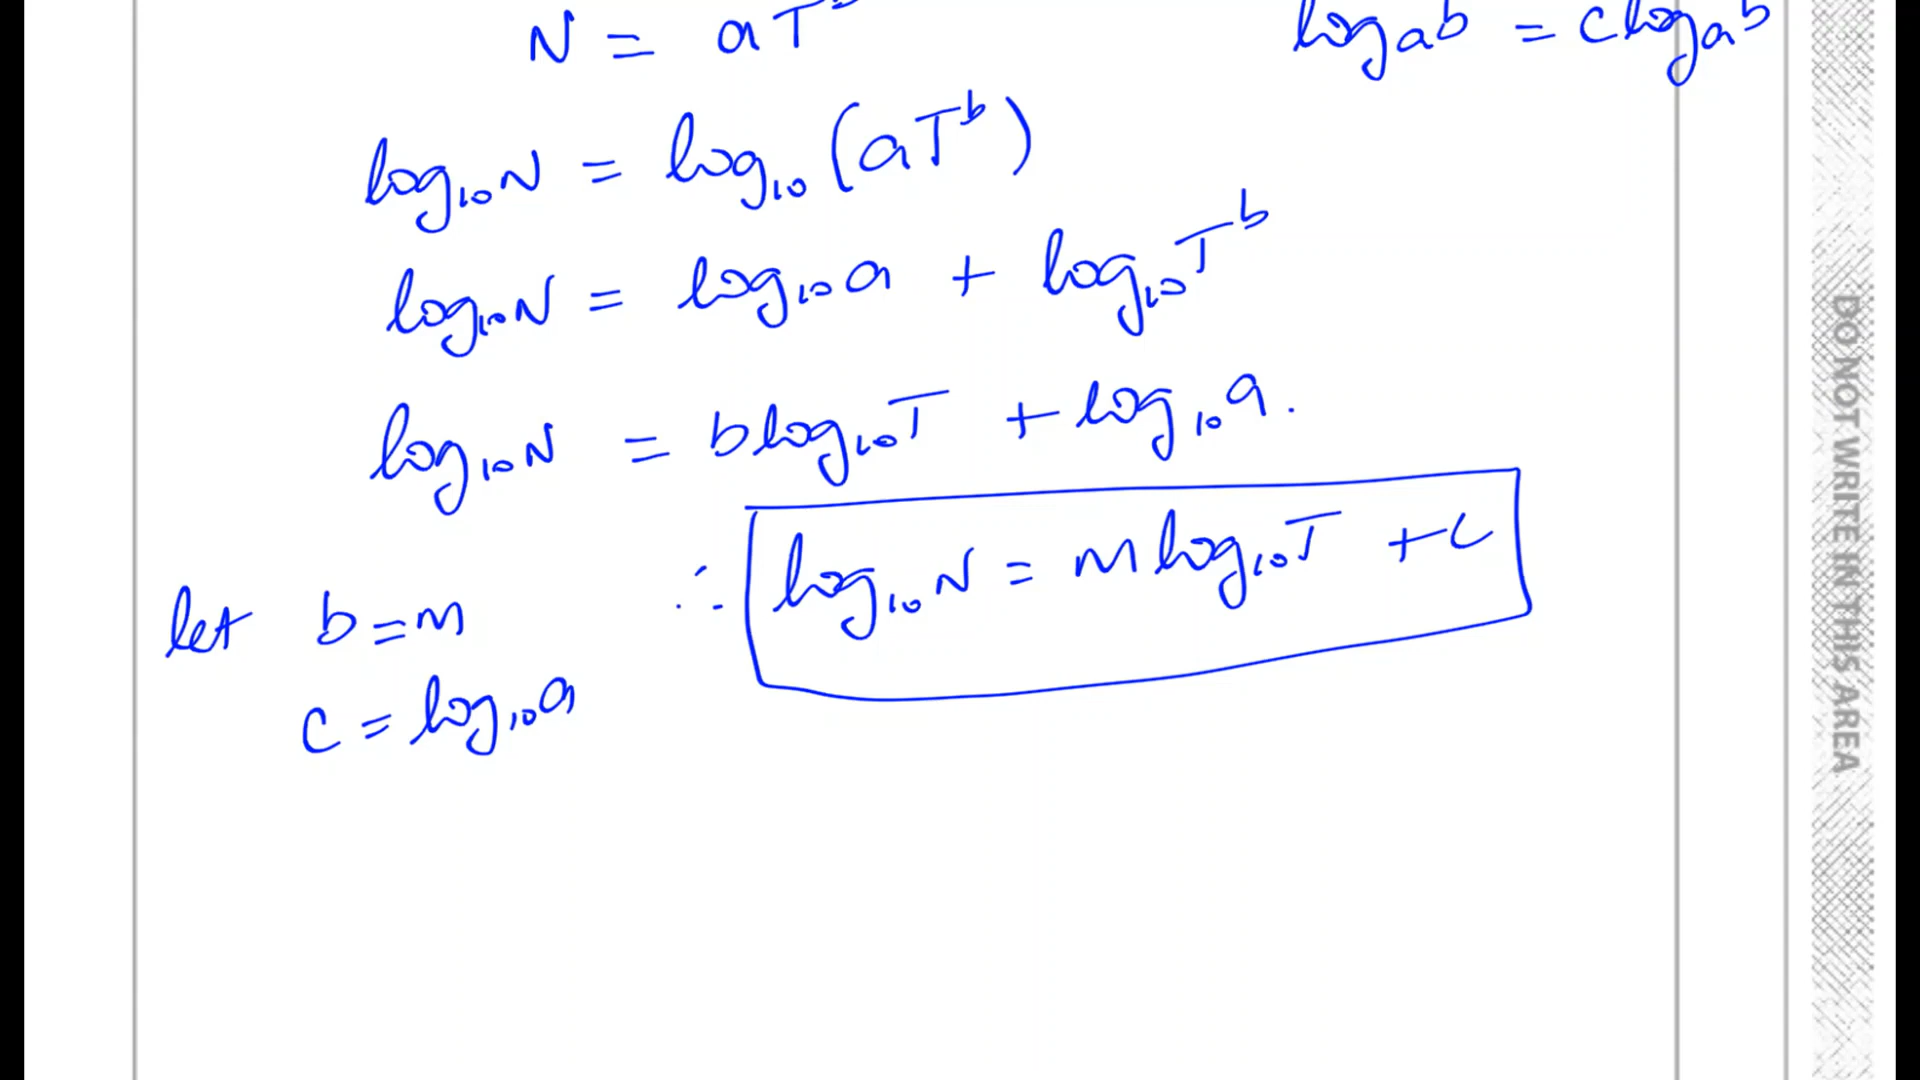 N = aT^b
log_a b = c log_a b
log₁₀N = log₁₀(aT^b)
log₁₀N = log₁₀a + log₁₀T^b
log₁₀N = b log₁₀T + log₁₀a.
∴ log₁₀N = m log₁₀T + c
let b = m
c = log₁₀a
DO NOT WRITE IN THIS AREA